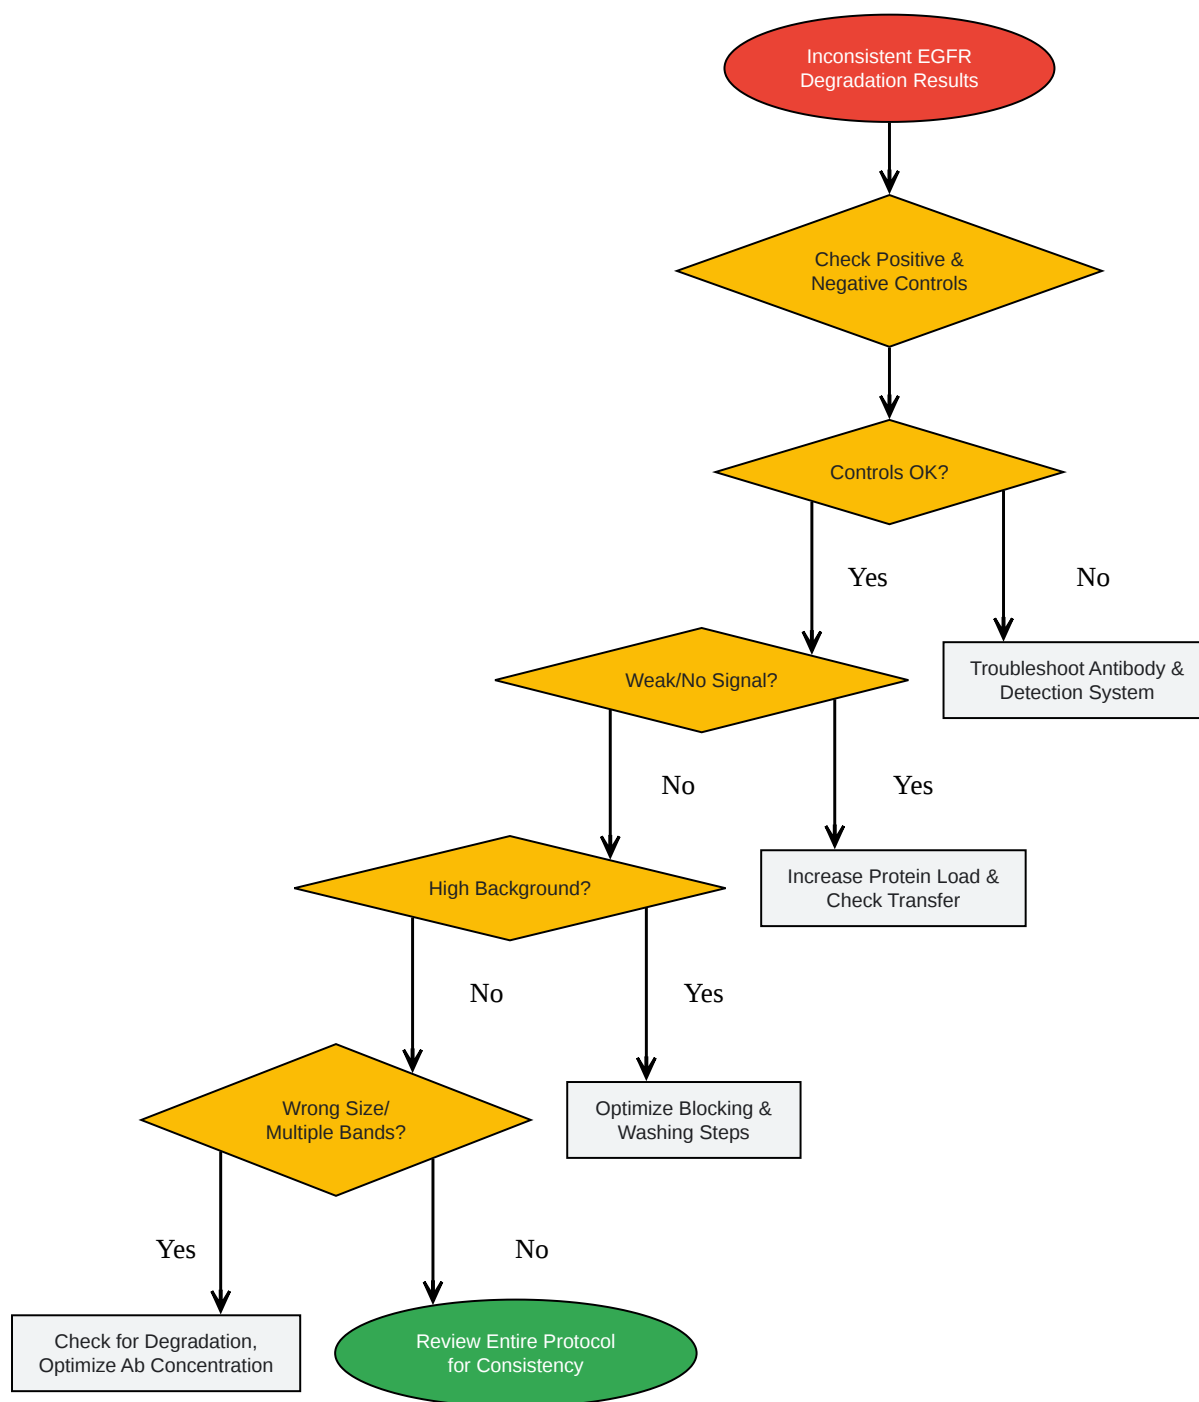 Inconsistent EGFR
Degradation Results
Check Positive &
Negative Controls
Controls OK?
Yes
No
Weak/No Signal?
Troubleshoot Antibody &
Detection System
No
Yes
High Background?
Increase Protein Load &
Check Transfer
No
Yes
Wrong Size/
Multiple Bands?
Optimize Blocking &
Washing Steps
Yes
No
Check for Degradation,
Optimize Ab Concentration
Review Entire Protocol
for Consistency